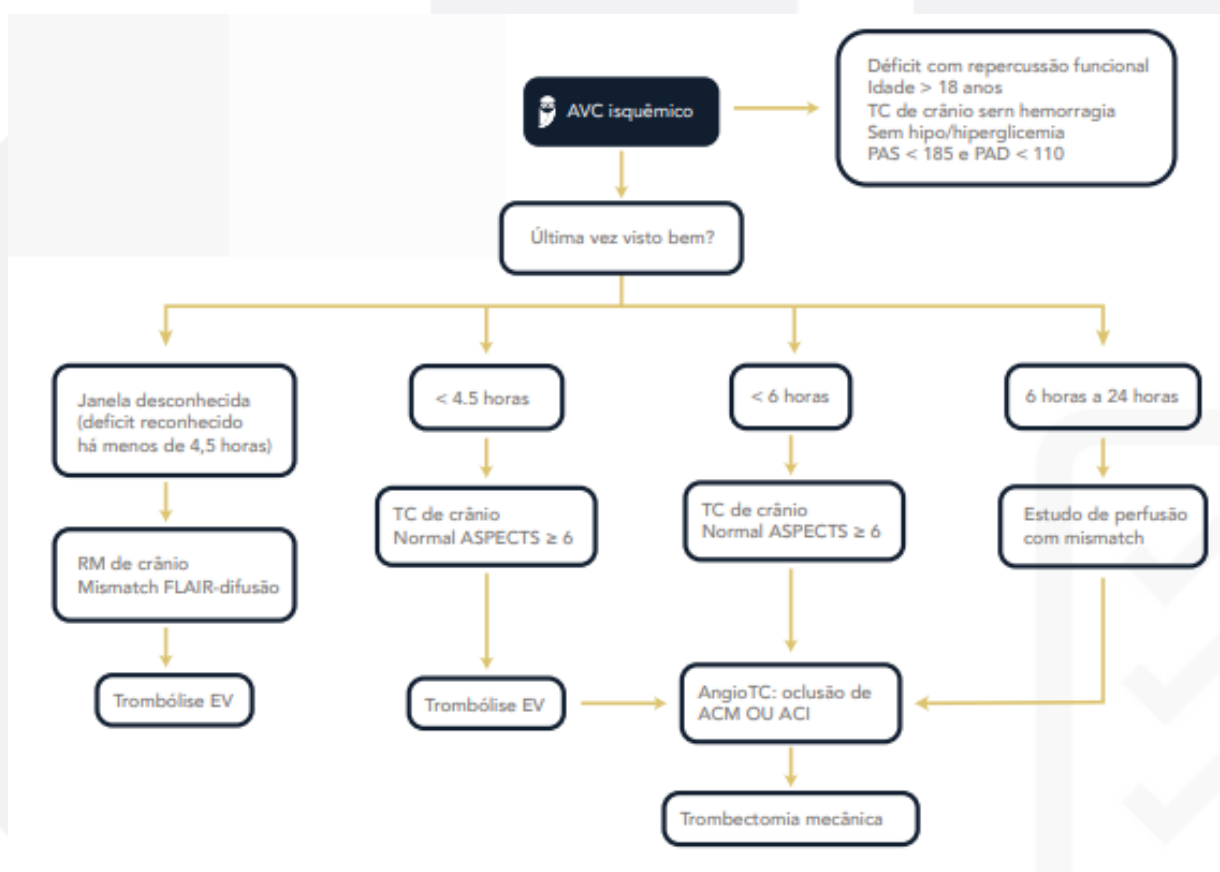 AVC isquêmico
Déficit com repercussão funcional
Idade > 18 anos
TC de crânio sern hemorragia
Sem hipo/hiperglicemia
PAS < 185 e PAD < 110
Última vez visto bem?
Janela desconhecida
(deficit reconhecido
há menos de 4,5 horas)
< 4.5 horas
< 6 horas
6 horas a 24 horas
TC de crânio
Normal ASPECTS ≥ 6
TC de crânio
Normal ASPECTS ≥ 6
Estudo de perfusão
com mismatch
RM de crânio
Mismatch FLAIR-difusão
Trombólise EV
Trombólise EV
AngioTC: oclusão de
ACM OU ACI
Trombectomia mecânica